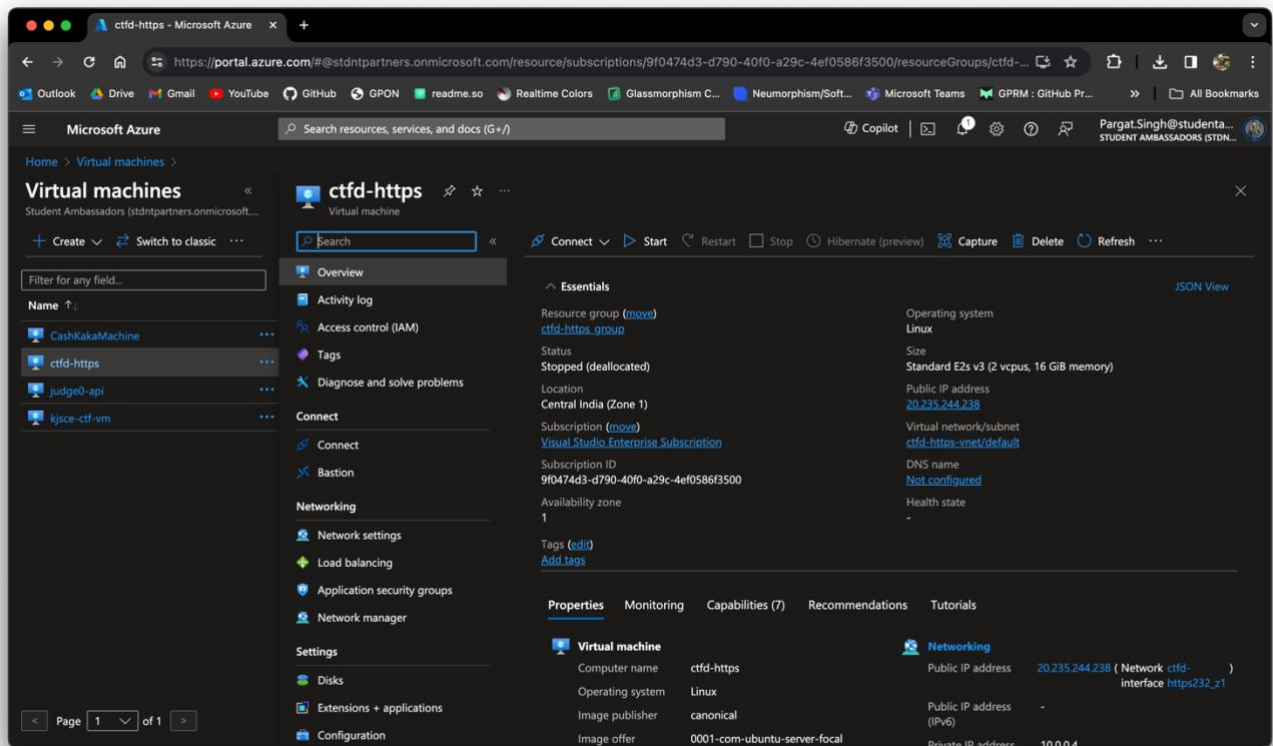 ctfd-https - Microsoft Azure
https://portal.azure.com/#@stdntpartners.onmicrosoft.com/resource/subscriptions/9f0474d3-d790-40f0-a29c-4ef0586f3500/resourceGroups/ctfd-...
Outlook Drive Gmail YouTube GitHub GPON readme.so Realtime Colors Glassmorphism C... Neumorphism/Soft... Microsoft Teams GPRM : GitHub Pr... » All Bookmarks
Microsoft Azure
Search resources, services, and docs (G+/)
Copilot
1
Pargat.Singh@studenta...
STUDENT AMBASSADORS (STDN...
Home > Virtual machines >
Virtual machines
Student Ambassadors (stdntpartners.onmicrosoft....
+ Create Switch to classic ...
Filter for any field...
Name ↑↓
CashKakaMachine ...
ctfd-https ...
judge0-api ...
kjsce-ctf-vm ...
< Page 1 of 1 >
ctfd-https ...
Virtual machine
Search «
Overview
Activity log
Access control (IAM)
Tags
Diagnose and solve problems
Connect
Connect
Bastion
Networking
Network settings
Load balancing
Application security groups
Network manager
Settings
Disks
Extensions + applications
Configuration
Connect Start Restart Stop Hibernate (preview) Capture Delete Refresh ...
Essentials
JSON View
Resource group (move)
ctfd-https_group
Status
Stopped (deallocated)
Location
Central India (Zone 1)
Subscription (move)
Visual Studio Enterprise Subscription
Subscription ID
9f0474d3-d790-40f0-a29c-4ef0586f3500
Availability zone
1
Operating system
Linux
Size
Standard E2s v3 (2 vcpus, 16 GiB memory)
Public IP address
20.235.244.238
Virtual network/subnet
ctfd-https-vnet/default
DNS name
Not configured
Health state
-
Tags (edit)
Add tags
Properties Monitoring Capabilities (7) Recommendations Tutorials
Virtual machine
Computer name ctfd-https
Operating system Linux
Image publisher canonical
Image offer 0001-com-ubuntu-server-focal
Networking
Public IP address 20.235.244.238 ( Network ctfd- )
interface https232_z1
Public IP address -
(IPv6)
Private IP address 10.0.0.4